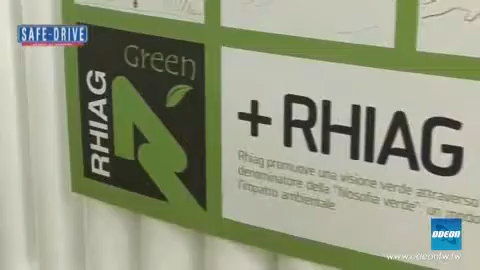 SAFE-DRIVE
RHIAG
Green
+ RHIAG
Rhiag promuove una visione verde attraverso
denominatore della "filosofia verde", un
l'impatto ambientale
ODEON
www.odeontv.tv